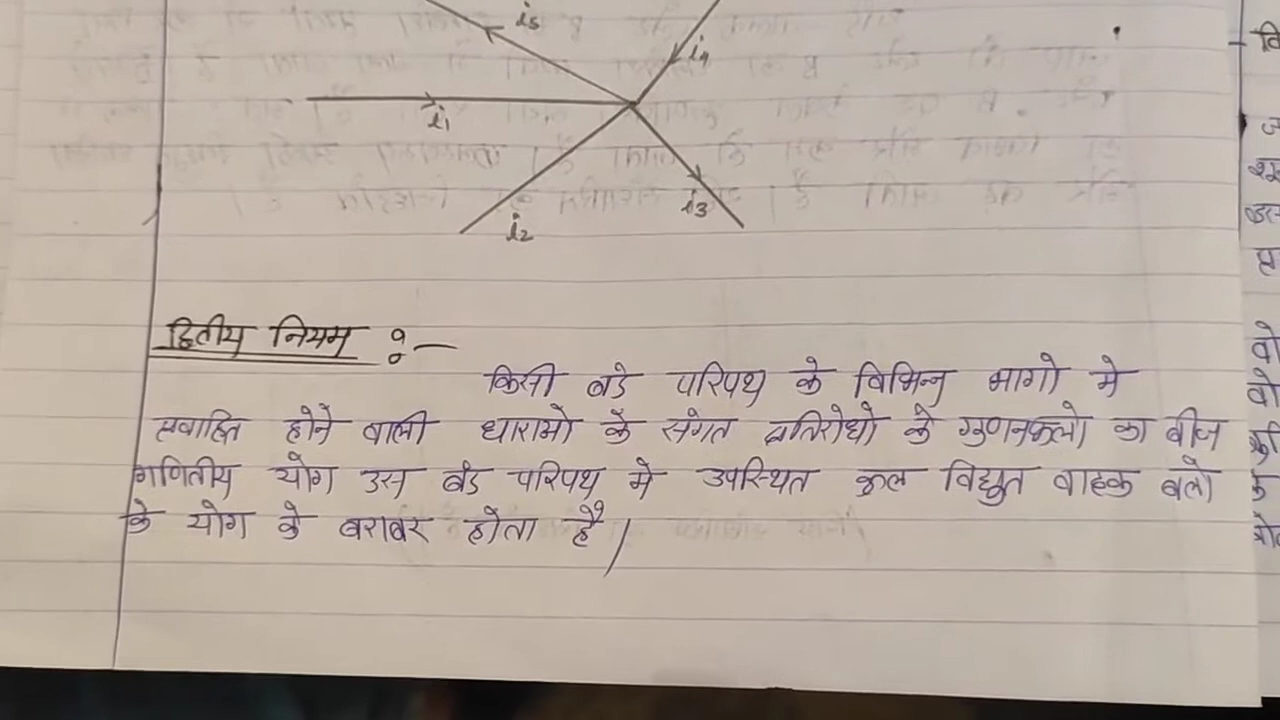 i₅
i₄
i₁
i₃
i₂
द्वितीय नियम :-
किसी बडे परिपथ के विभिन्न भागो मे
प्रवाहित होने वाली धाराओ के संगत प्रतिरोधो के गुणनफलो का बीज
गणितीय योग उस बंड परिपथ मे उपस्थित कुल विद्युत वाहक बलो
के योग के बराबर होता है।